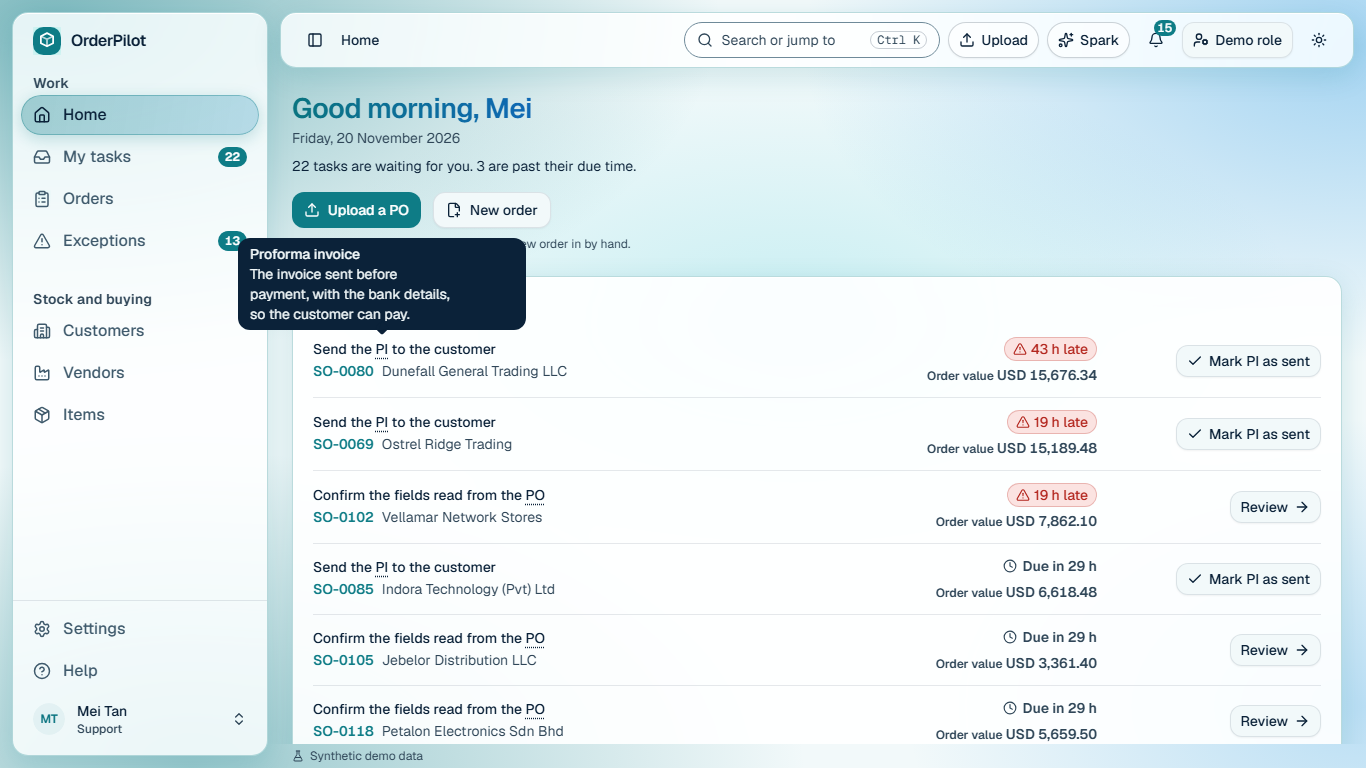 OrderPilot
Work
Home
My tasks 22
Orders
Exceptions 13
Stock and buying
Customers
Vendors
Items
Settings
Help
MT Mei Tan
Support
Home
Search or jump to Ctrl K
Upload
Spark
15
Demo role
Good morning, Mei
Friday, 20 November 2026
22 tasks are waiting for you. 3 are past their due time.
Upload a PO
New order
order in by hand.
Proforma invoice
The invoice sent before
payment, with the bank details,
so the customer can pay.
Send the PI to the customer
SO-0080 Dunefall General Trading LLC
43 h late
Order value USD 15,676.34
Mark PI as sent
Send the PI to the customer
SO-0069 Ostrel Ridge Trading
19 h late
Order value USD 15,189.48
Mark PI as sent
Confirm the fields read from the PO
SO-0102 Vellamar Network Stores
19 h late
Order value USD 7,862.10
Review
Send the PI to the customer
SO-0085 Indora Technology (Pvt) Ltd
Due in 29 h
Order value USD 6,618.48
Mark PI as sent
Confirm the fields read from the PO
SO-0105 Jebelor Distribution LLC
Due in 29 h
Order value USD 3,361.40
Review
Confirm the fields read from the PO
SO-0118 Petalon Electronics Sdn Bhd
Due in 29 h
Order value USD 5,659.50
Review
Synthetic demo data